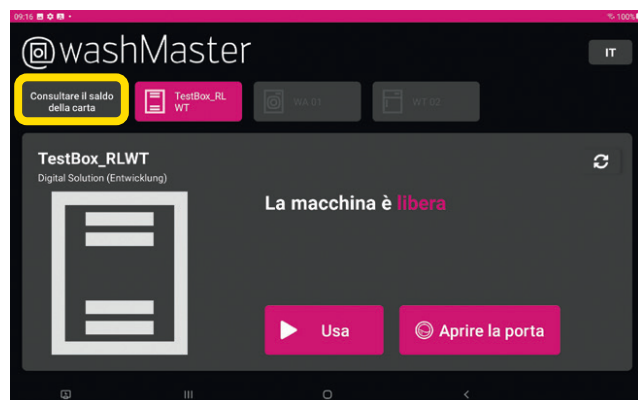 09:16
100%
@washMaster
IT
Consultare il saldo
della carta
TestBox_RL
WT
WA 01
WT 02
TestBox_RLWT
Digital Solution (Entwicklung)
La macchina è libera
Usa
Aprire la porta